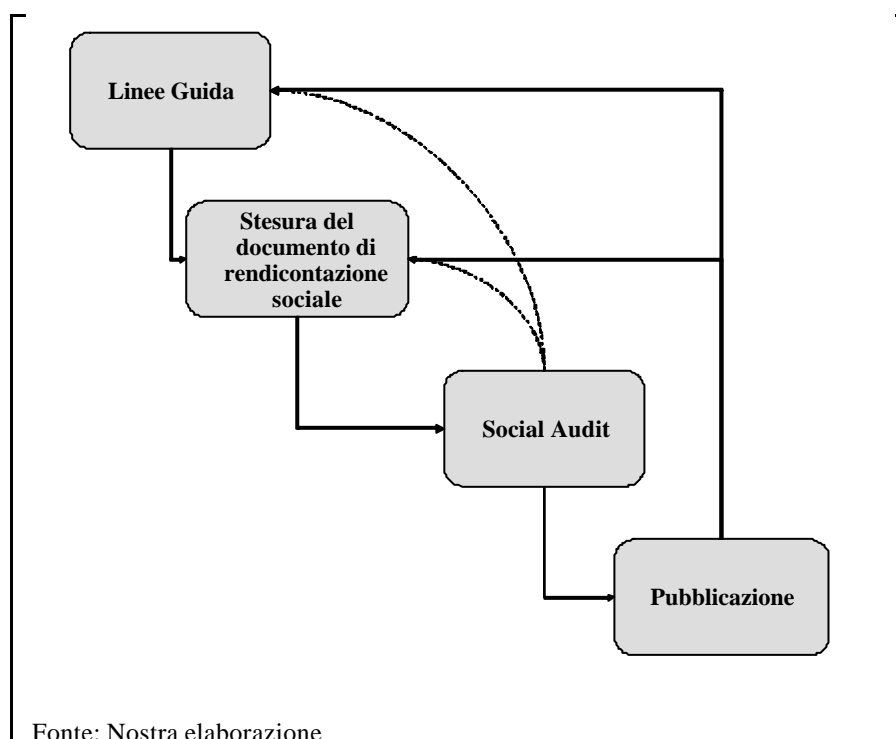 Linee Guida
Stesura del
documento di
rendicontazione
sociale
Social Audit
Pubblicazione
Fonte: Nostra elaborazione